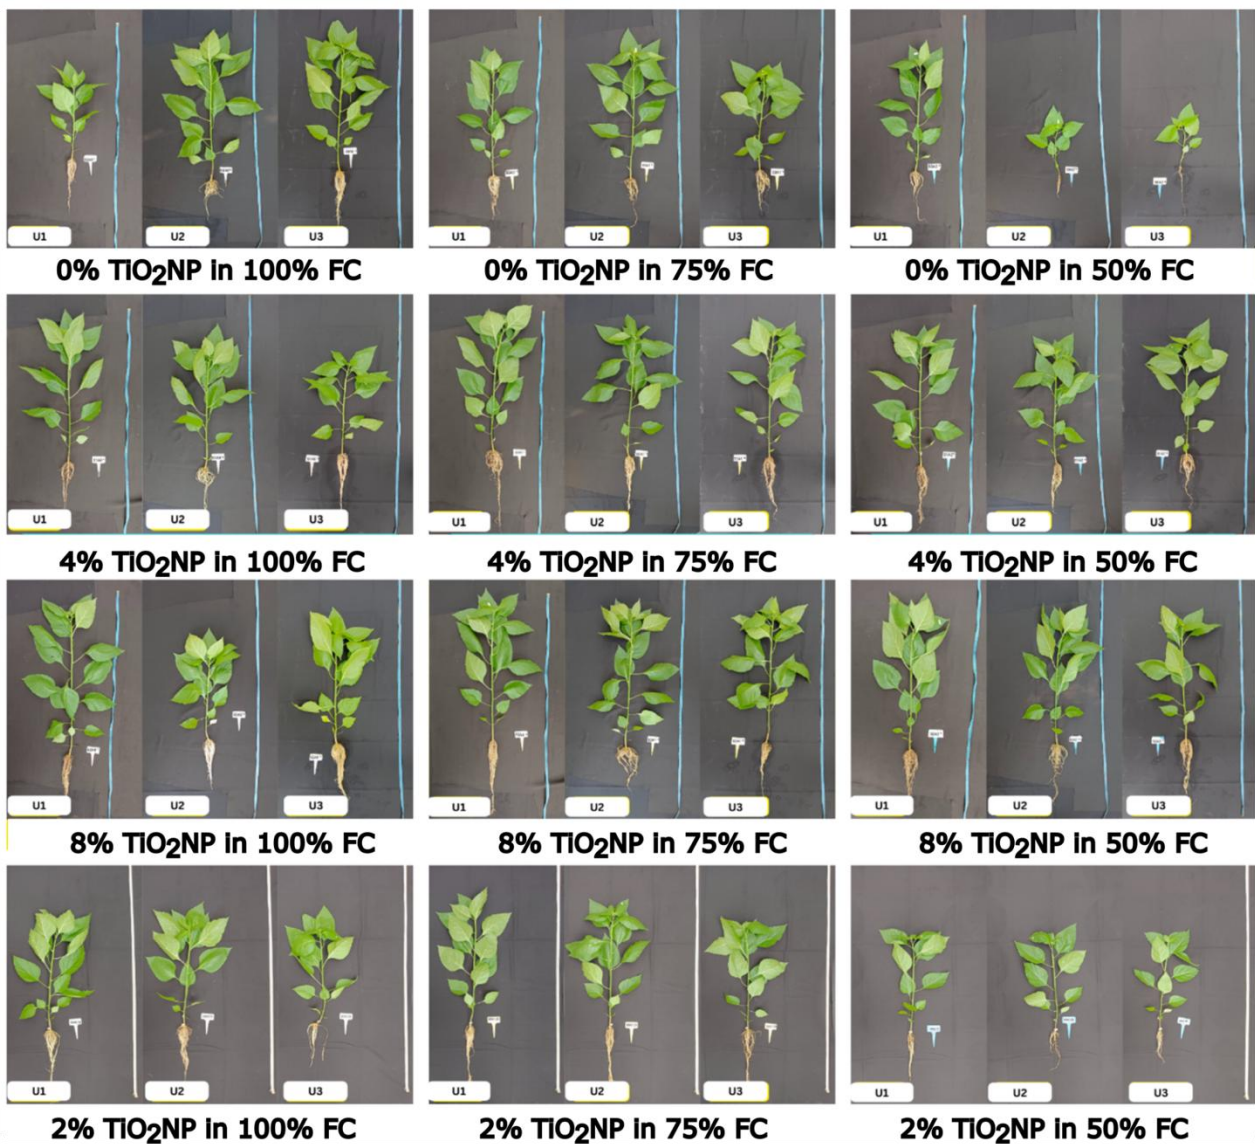 U1 U2 U3 U1 U2 U3 U1 U2 U3
0% TiO₂NP in 100% FC 0% TiO₂NP in 75% FC 0% TiO₂NP in 50% FC
U1 U2 U3 U1 U2 U3 U1 U2 U3
4% TiO₂NP in 100% FC 4% TiO₂NP in 75% FC 4% TiO₂NP in 50% FC
U1 U2 U3 U1 U2 U3 U1 U2 U3
8% TiO₂NP in 100% FC 8% TiO₂NP in 75% FC 8% TiO₂NP in 50% FC
U1 U2 U3 U1 U2 U3 U1 U2 U3
2% TiO₂NP in 100% FC 2% TiO₂NP in 75% FC 2% TiO₂NP in 50% FC